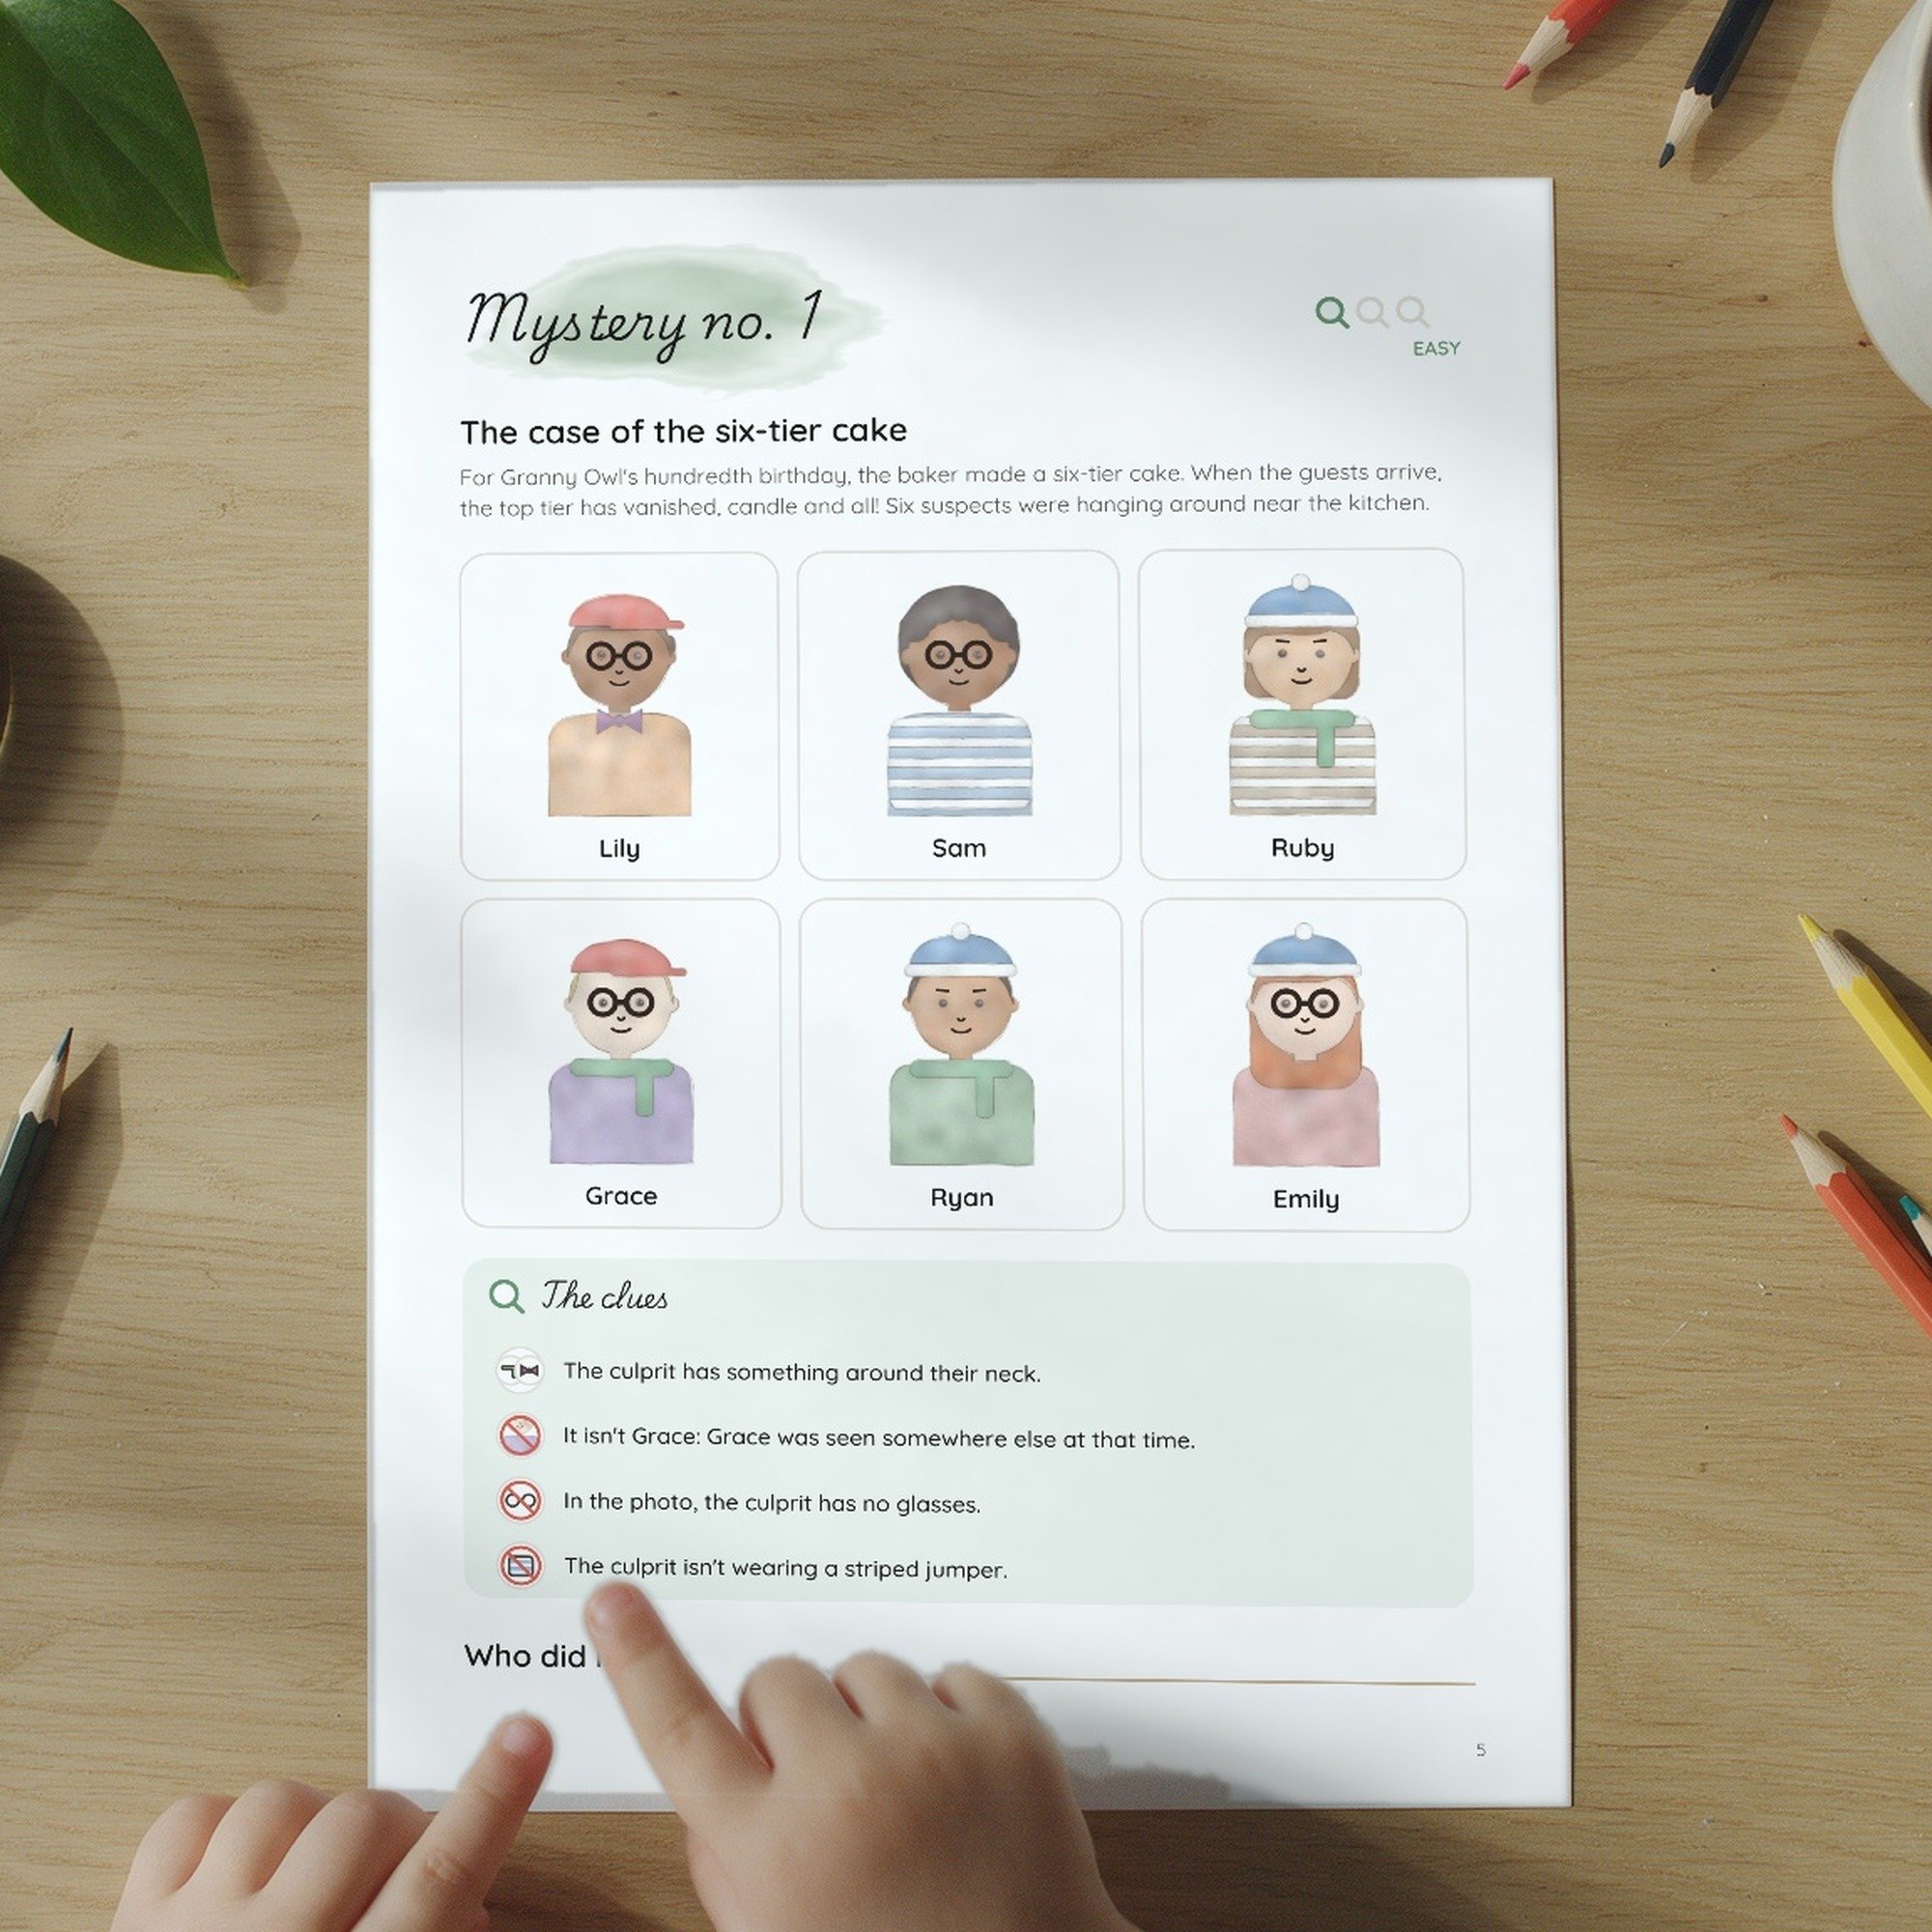 Mystery no. 1
EASY
The case of the six-tier cake
For Granny Owl's hundredth birthday, the baker made a six-tier cake. When the guests arrive,
the top tier has vanished, candle and all! Six suspects were hanging around near the kitchen.
Lily
Sam
Ruby
Grace
Ryan
Emily
The clues
The culprit has something around their neck.
It isn't Grace: Grace was seen somewhere else at that time.
In the photo, the culprit has no glasses.
The culprit isn't wearing a striped jumper.
Who did
5